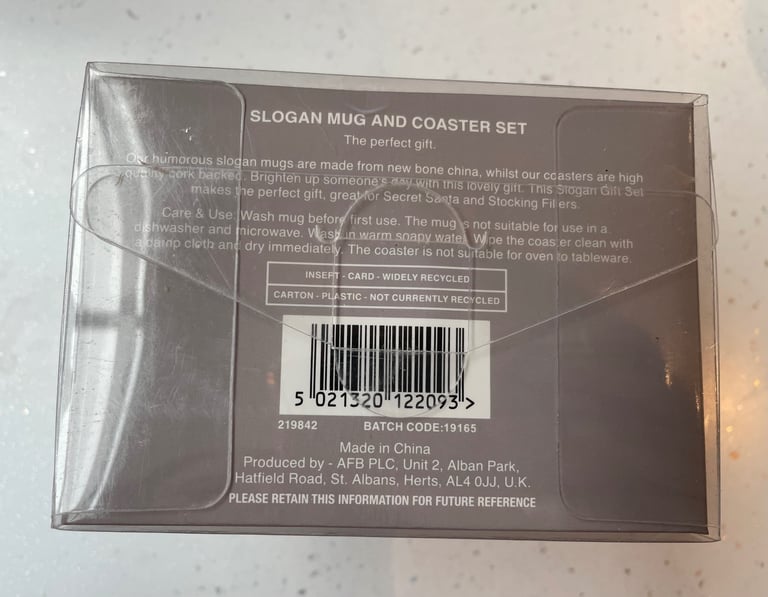 SLOGAN MUG AND COASTER SET
The perfect gift.
Our humorous slogan mugs are made from new bone china, whilst our coasters are high
quality cork backed. Brighten up someone's day with this lovely gift. This Slogan Gift Set
makes the perfect gift, great for Secret Santa and Stocking Fillers.
Care & Use. Wash mug before first use. The mug is not suitable for use in a
dishwasher and microwave. Wash in warm soapy water. Wipe the coaster clean with
a damp cloth and dry immediately. The coaster is not suitable for oven to tableware.
INSERT - CARD - WIDELY RECYCLED
CARTON - PLASTIC - NOT CURRENTLY RECYCLED
5 021320 122093 >
219842 BATCH CODE:19165
Made in China
Produced by - AFB PLC, Unit 2, Alban Park,
Hatfield Road, St. Albans, Herts, AL4 0JJ, U.K.
PLEASE RETAIN THIS INFORMATION FOR FUTURE REFERENCE